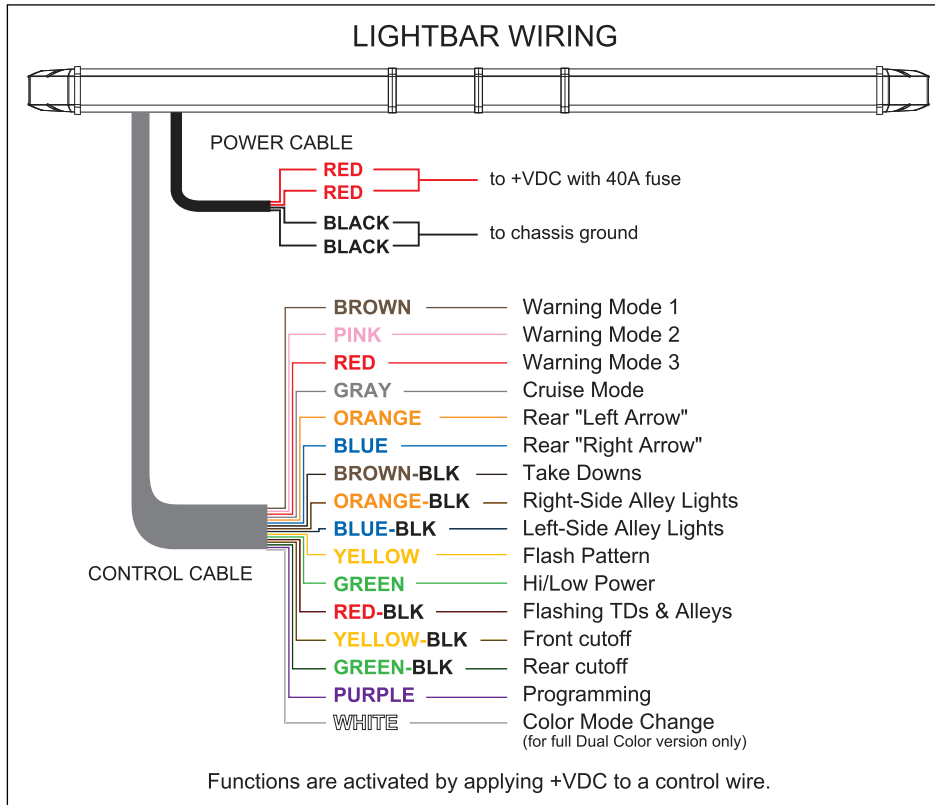 LIGHTBAR WIRING
POWER CABLE
RED
RED
to +VDC with 40A fuse
BLACK
BLACK
to chassis ground
BROWN Warning Mode 1
PINK Warning Mode 2
RED Warning Mode 3
GRAY Cruise Mode
ORANGE Rear "Left Arrow"
BLUE Rear "Right Arrow"
BROWN-BLK Take Downs
ORANGE-BLK Right-Side Alley Lights
BLUE-BLK Left-Side Alley Lights
YELLOW Flash Pattern
CONTROL CABLE
GREEN Hi/Low Power
RED-BLK Flashing TDs & Alleys
YELLOW-BLK Front cutoff
GREEN-BLK Rear cutoff
PURPLE Programming
WHITE Color Mode Change
(for full Dual Color version only)
Functions are activated by applying +VDC to a control wire.